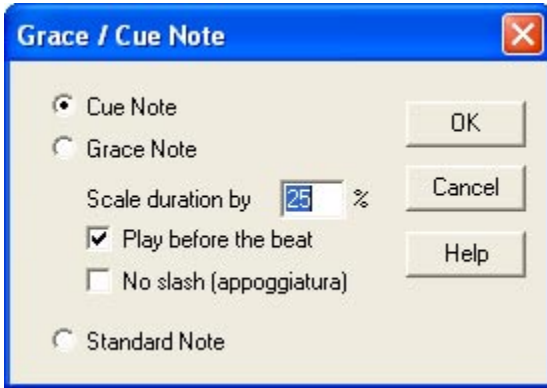 Grace / Cue Note
Cue Note
OK
Grace Note
Scale duration by 25 %
Cancel
Play before the beat
Help
No slash (appoggiatura)
Standard Note